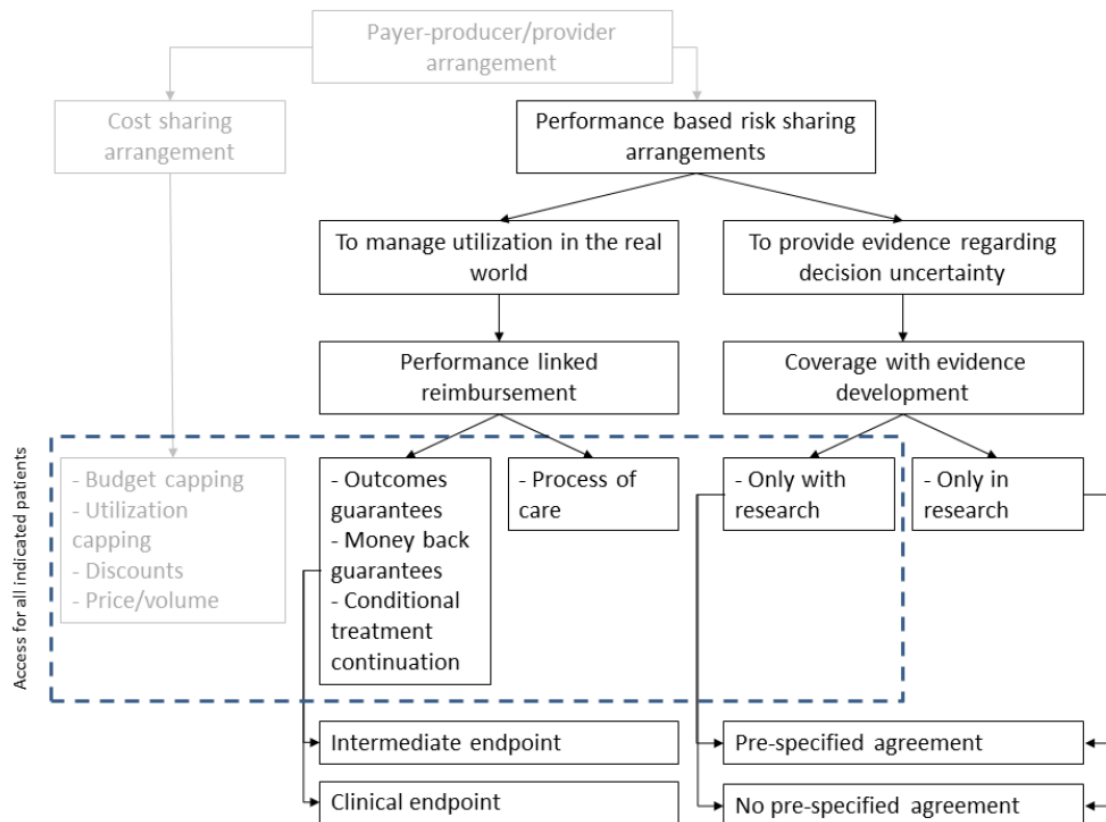 Payer-producer/provider
arrangement
Cost sharing
arrangement
Performance based risk sharing
arrangements
To manage utilization in the real
world
To provide evidence regarding
decision uncertainty
Performance linked
reimbursement
Coverage with evidence
development
Access for all indicated patients
- Budget capping
- Utilization
capping
- Discounts
- Price/volume
- Outcomes
guarantees
- Money back
guarantees
- Conditional
treatment
continuation
- Process of
care
- Only with
research
- Only in
research
Intermediate endpoint
Pre-specified agreement
Clinical endpoint
No pre-specified agreement